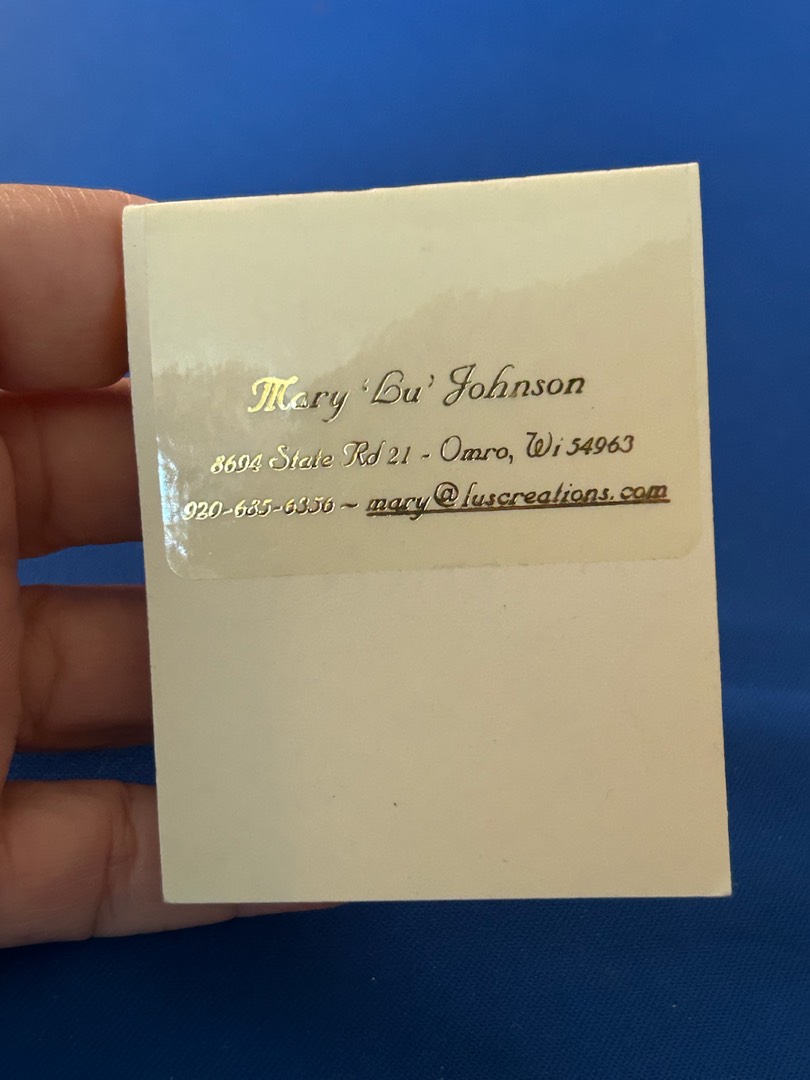 Mary 'Lu' Johnson
8694 State Rd 21 - Omro, Wi 54963
920-685-6356 ~ mary@luscreations.com